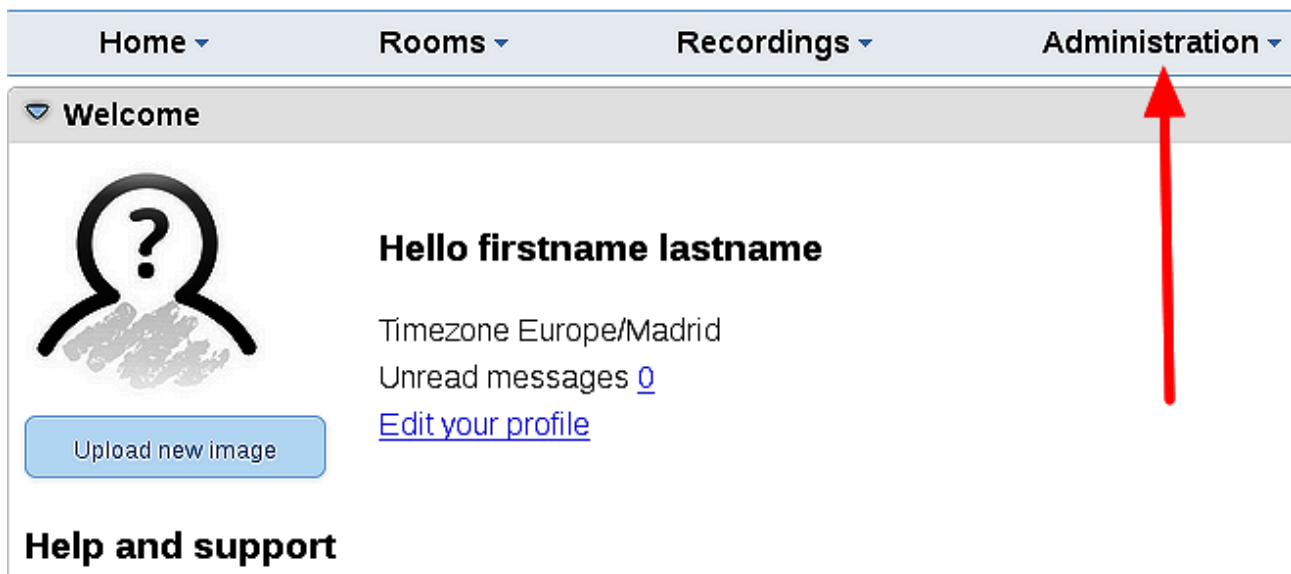 Home Rooms Recordings Administration
Welcome
?
Hello firstname lastname
Timezone Europe/Madrid
Unread messages 0
Edit your profile
Upload new image
Help and support